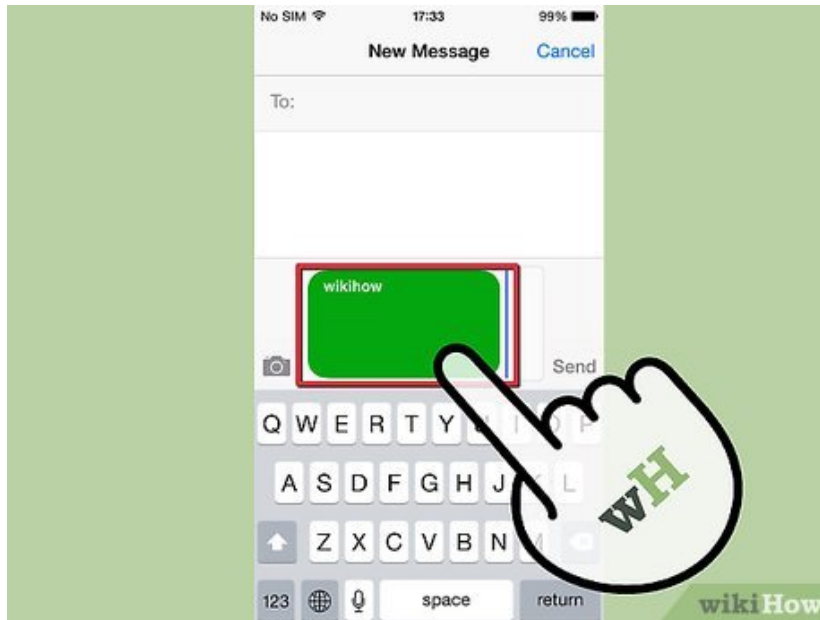 No SIM 17:33 99%
New Message Cancel
To:
wikihow
Send
Q W E R T Y U I O P
A S D F G H J K L
Z X C V B N M
123 space return
wH
wikiHow